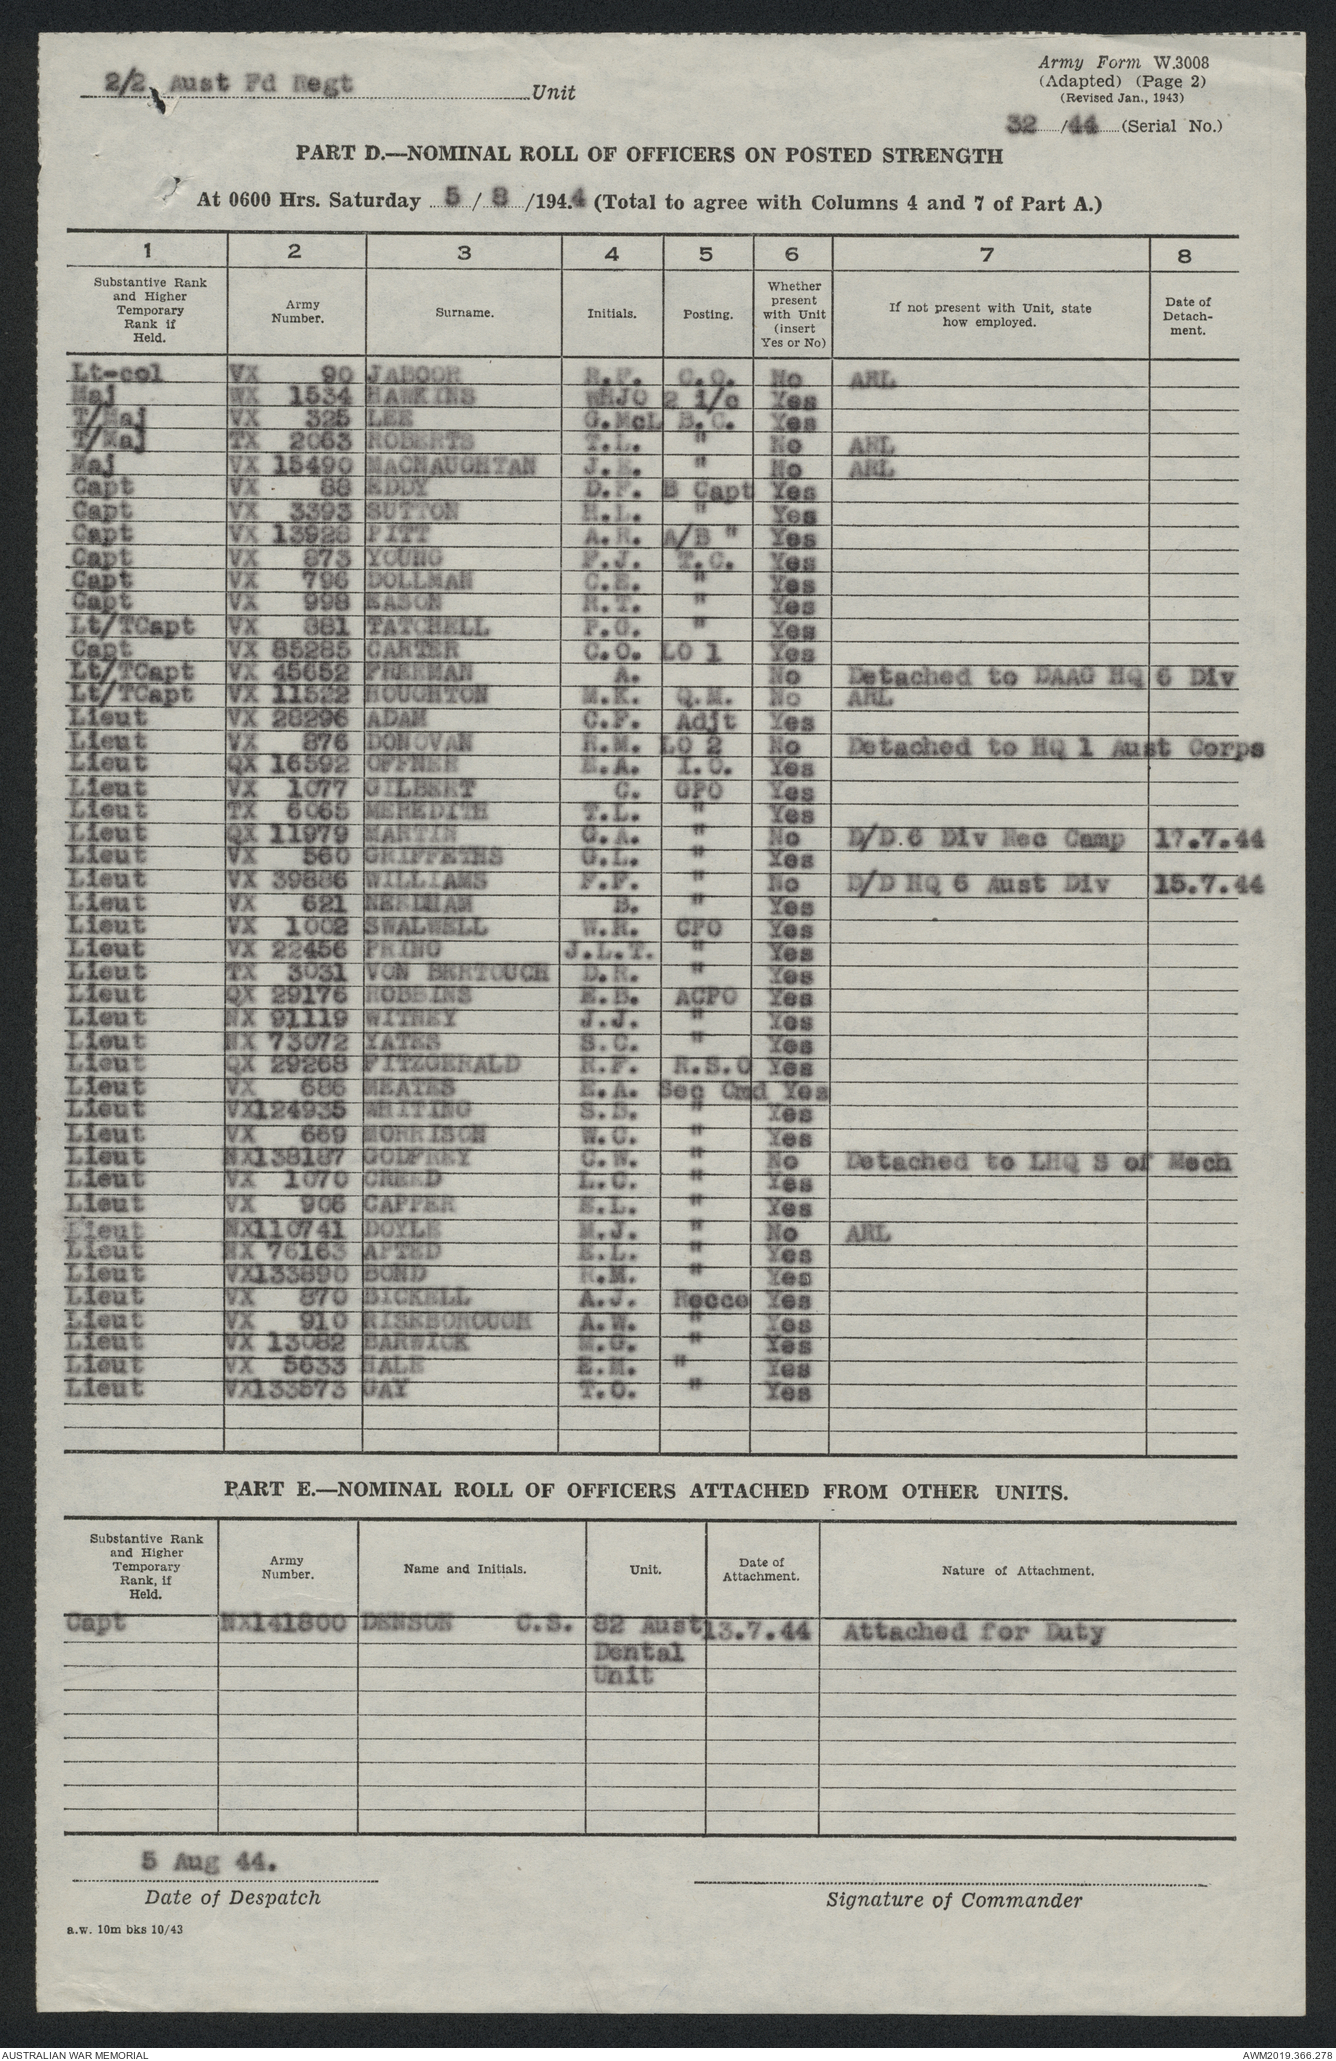 Army Form W.3008
2/2 Aust Fd Regt Unit
(Adapted) (Page 2)
(Revised Jan., 1943)
32/44 (Serial No.)
PART D.—NOMINAL ROLL OF OFFICERS ON POSTED STRENGTH
At 0600 Hrs. Saturday 5 / 8 /1944 (Total to agree with Columns 4 and 7 of Part A.)
1 2 3 4 5 6 7 8
Substantive Rank and Higher Temporary Rank if Held. Army Number. Surname. Initials. Posting. Whether present with Unit (insert Yes or No) If not present with Unit, state how employed. Date of Detach- ment.
Lt-col VX 90 JABOOR R.F. C.O. No ARL
Maj WX 1534 HAWKINS WHJO 2 i/c Yes
T/Maj VX 325 LEE G.McL B.C. Yes
T/Maj TX 2063 ROBERTS T.L. " No ARL
Maj VX 15490 MACNAUGHTAN J.E. " No ARL
Capt VX 88 EDDY D.F. B Capt Yes
Capt VX 3393 SUTTON H.L. " Yes
Capt VX 13928 PITT A.R. A/B " Yes
Capt VX 873 YOUNG F.J. T.C. Yes
Capt VX 796 DOLLMAN C.E. " Yes
Capt VX 998 EASON R.T. " Yes
Lt/TCapt VX 881 TATCHELL P.G. " Yes
Capt VX 85285 CARTER C.O. LO 1 Yes
Lt/TCapt VX 45652 FREEMAN A. No Detached to DAAG HQ 6 Div
Lt/TCapt VX 11522 HOUGHTON M.K. Q.M. No ARL
Lieut VX 28296 ADAM C.F. Adjt Yes
Lieut VX 876 DONOVAN R.M. LO 2 No Detached to HQ 1 Aust Corps
Lieut QX 16592 OFFNER E.A. I.O. Yes
Lieut VX 1077 GILBERT C. GPO Yes
Lieut TX 6065 MEREDITH T.L. " Yes
Lieut QX 11979 MARTIN G.A. " No D/D.6 Div Rec Camp 17.7.44
Lieut VX 560 GRIFFETHS G.L. " Yes
Lieut VX 39886 WILLIAMS F.F. " No D/D HQ 6 Aust Div 15.7.44
Lieut VX 621 NEEDHAM B. " Yes
Lieut VX 1002 SWALWELL W.R. CPO Yes
Lieut VX 22456 PRING J.L.T. " Yes
Lieut TX 3031 VON BERTOUCH D.R. " Yes
Lieut QX 29176 ROBBINS E.B. ACPO Yes
Lieut NX 91119 WITNEY J.J. " Yes
Lieut NX 73072 YATES S.C. " Yes
Lieut QX 29268 FITZGERALD R.F. R.S.O Yes
Lieut VX 686 MEATES E.A. Sec Cmd Yes
Lieut VX124935 WHITING S.B. " Yes
Lieut VX 669 MORRISON W.C. " Yes
Lieut NX138187 GODFREY C.W. " No Detached to LHQ S of Mech
Lieut VX 1070 CREED L.C. " Yes
Lieut VX 906 CAPPER E.L. " Yes
Lieut NX110741 DOYLE M.J. " No ARL
Lieut NX 76163 APTED E.L. " Yes
Lieut VX133890 BOND R.M. " Yes
Lieut VX 870 BICKELL A.J. Recce Yes
Lieut VX 910 RISEBOROUGH A.W. " Yes
Lieut VX 13082 BARWICK M.G. " Yes
Lieut VX 5633 HALE E.M. " Yes
Lieut VX133573 GAY T.O. " Yes
PART E.—NOMINAL ROLL OF OFFICERS ATTACHED FROM OTHER UNITS.
Substantive Rank and Higher Temporary Rank, if Held. Army Number. Name and Initials. Unit. Date of Attachment. Nature of Attachment.
Capt NX141800 DENSON C.S. 82 Aust 13.7.44 Attached for Duty
Dental
Unit
5 Aug 44.
Date of Despatch Signature of Commander
a.w. 10m bks 10/43
AUSTRALIAN WAR MEMORIAL AWM2019.366.278